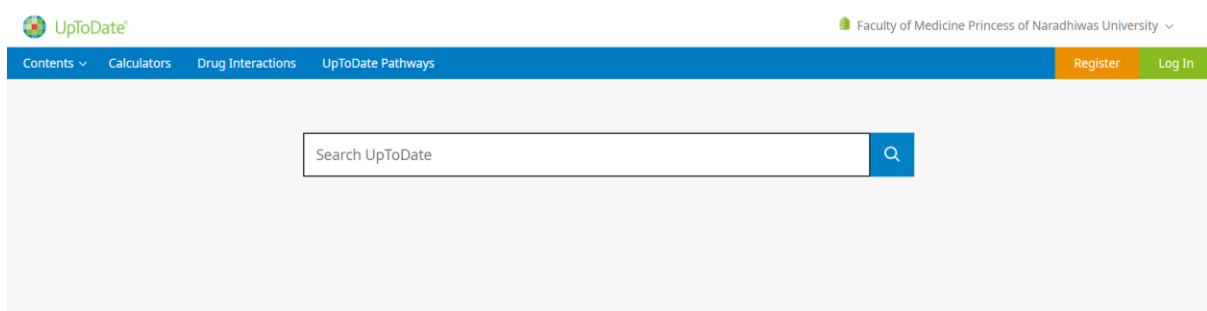 UpToDate®
Faculty of Medicine Princess of Naradhiwas University
Contents Calculators Drug Interactions UpToDate Pathways Register Log In
Search UpToDate